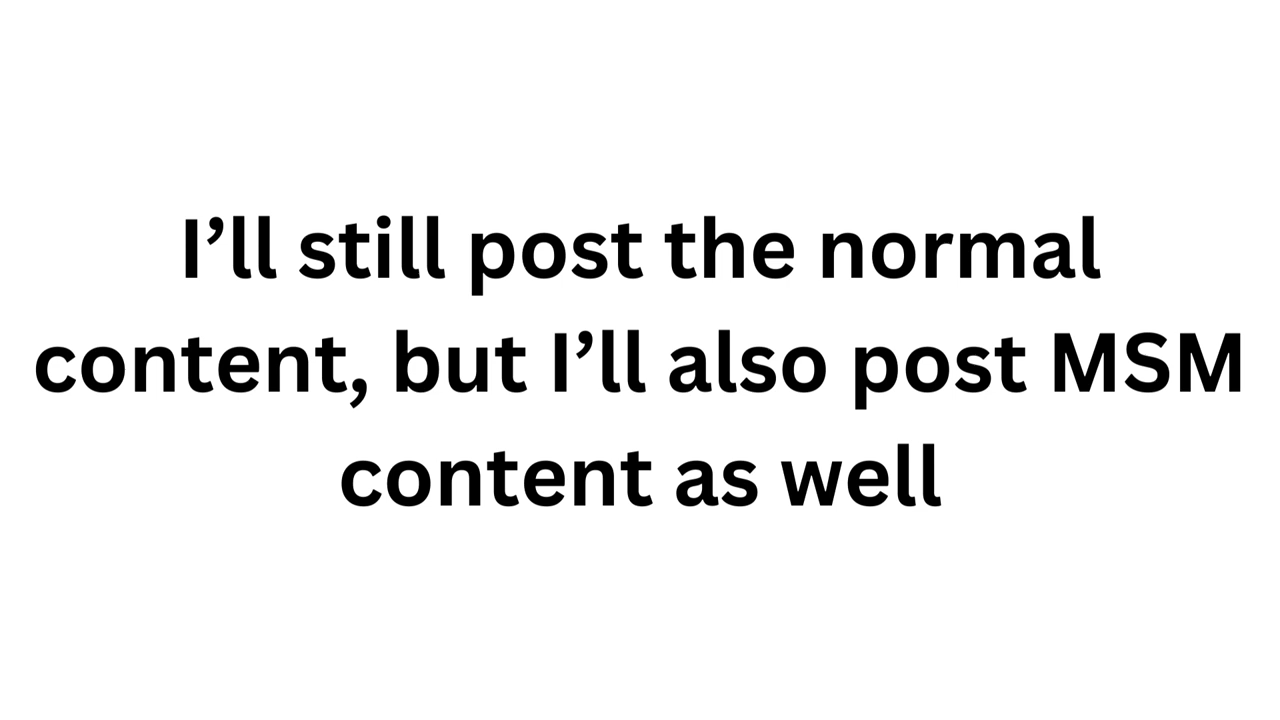 I’ll still post the normal
content, but I’ll also post MSM
content as well